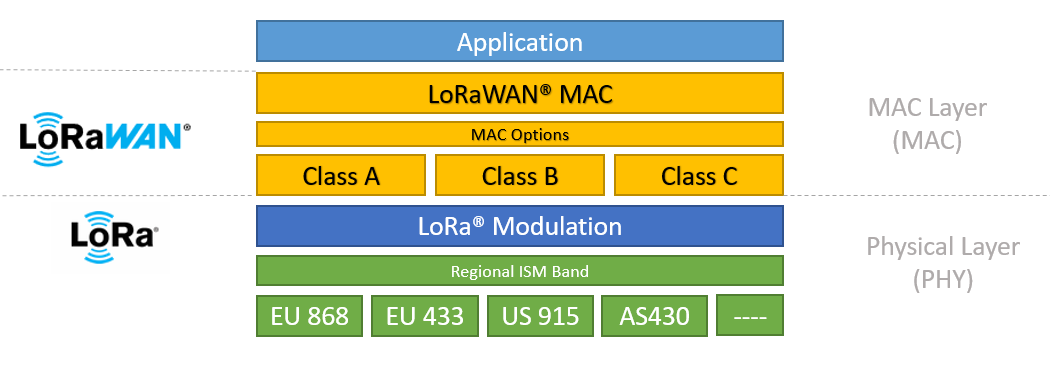 Application
LoRaWAN® MAC
MAC Options
Class A Class B Class C
LoRaWAN®
MAC Layer
(MAC)
LoRa® Modulation
Regional ISM Band
EU 868 EU 433 US 915 AS430 ----
LoRa®
Physical Layer
(PHY)